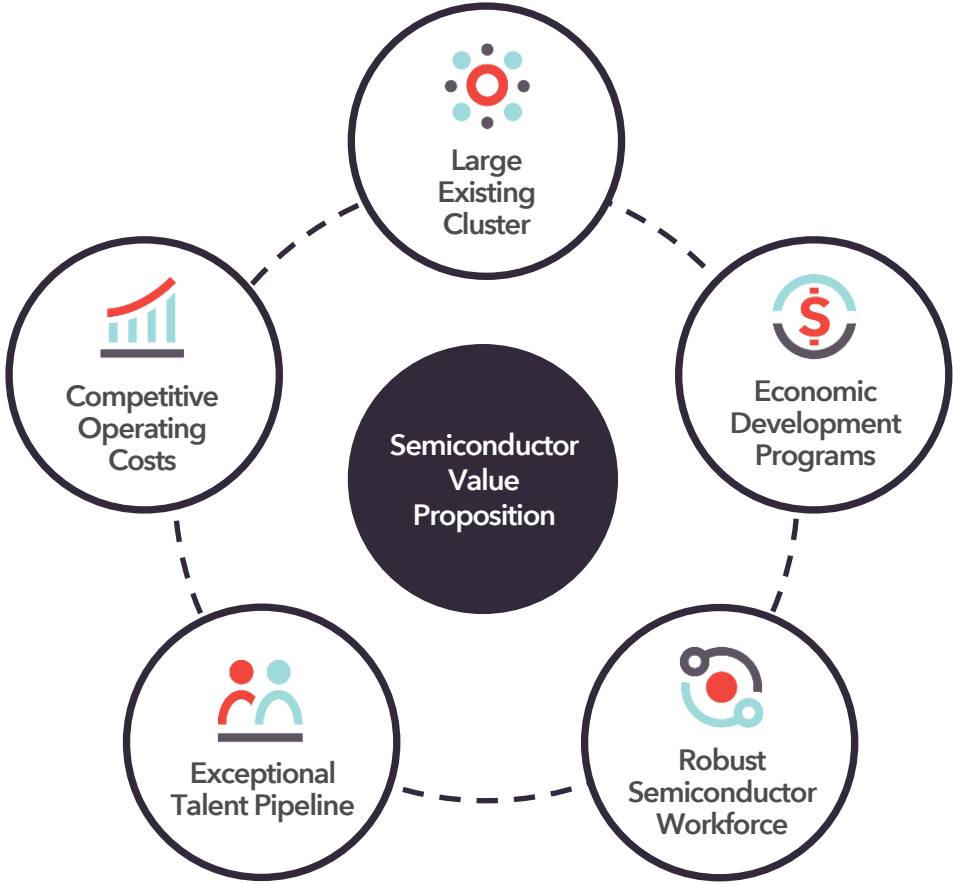 Large
Existing
Cluster
Competitive
Operating
Costs
Economic
Development
Programs
Semiconductor
Value
Proposition
Exceptional
Talent Pipeline
Robust
Semiconductor
Workforce